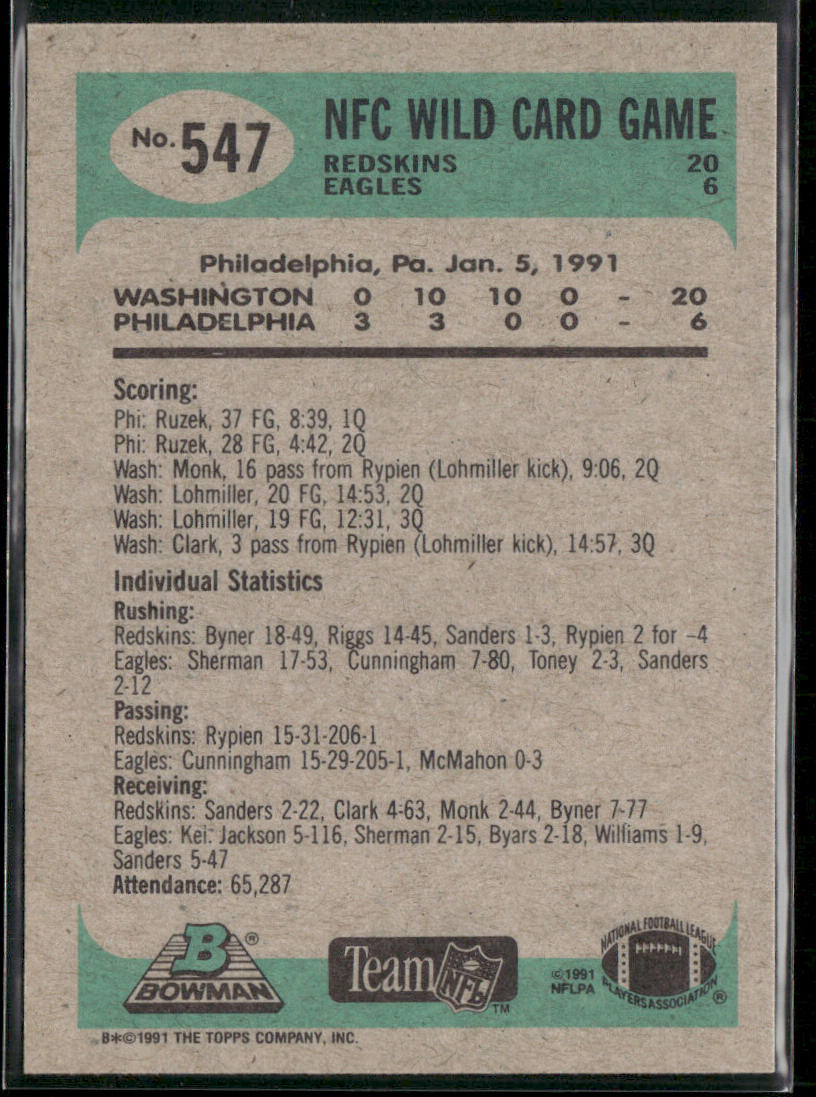 No. 547
NFC WILD CARD GAME
REDSKINS 20
EAGLES 6
Philadelphia, Pa. Jan. 5, 1991
WASHINGTON 0 10 10 0 - 20
PHILADELPHIA 3 3 0 0 - 6
Scoring:
Phi: Ruzek, 37 FG, 8:39, 1Q
Phi: Ruzek, 28 FG, 4:42, 2Q
Wash: Monk, 16 pass from Rypien (Lohmiller kick), 9:06, 2Q
Wash: Lohmiller, 20 FG, 14:53, 2Q
Wash: Lohmiller, 19 FG, 12:31, 3Q
Wash: Clark, 3 pass from Rypien (Lohmiller kick), 14:57, 3Q
Individual Statistics
Rushing:
Redskins: Byner 18-49, Riggs 14-45, Sanders 1-3, Rypien 2 for -4
Eagles: Sherman 17-53, Cunningham 7-80, Toney 2-3, Sanders
2-12
Passing:
Redskins: Rypien 15-31-206-1
Eagles: Cunningham 15-29-205-1, McMahon 0-3
Receiving:
Redskins: Sanders 2-22, Clark 4-63, Monk 2-44, Byner 7-77
Eagles: Kei. Jackson 5-116, Sherman 2-15, Byars 2-18, Williams 1-9,
Sanders 5-47
Attendance: 65,287
B®
BOWMAN
Team NFL™
©1991
NFLPA
NATIONAL FOOTBALL LEAGUE
PLAYERS ASSOCIATION®
B*©1991 THE TOPPS COMPANY, INC.